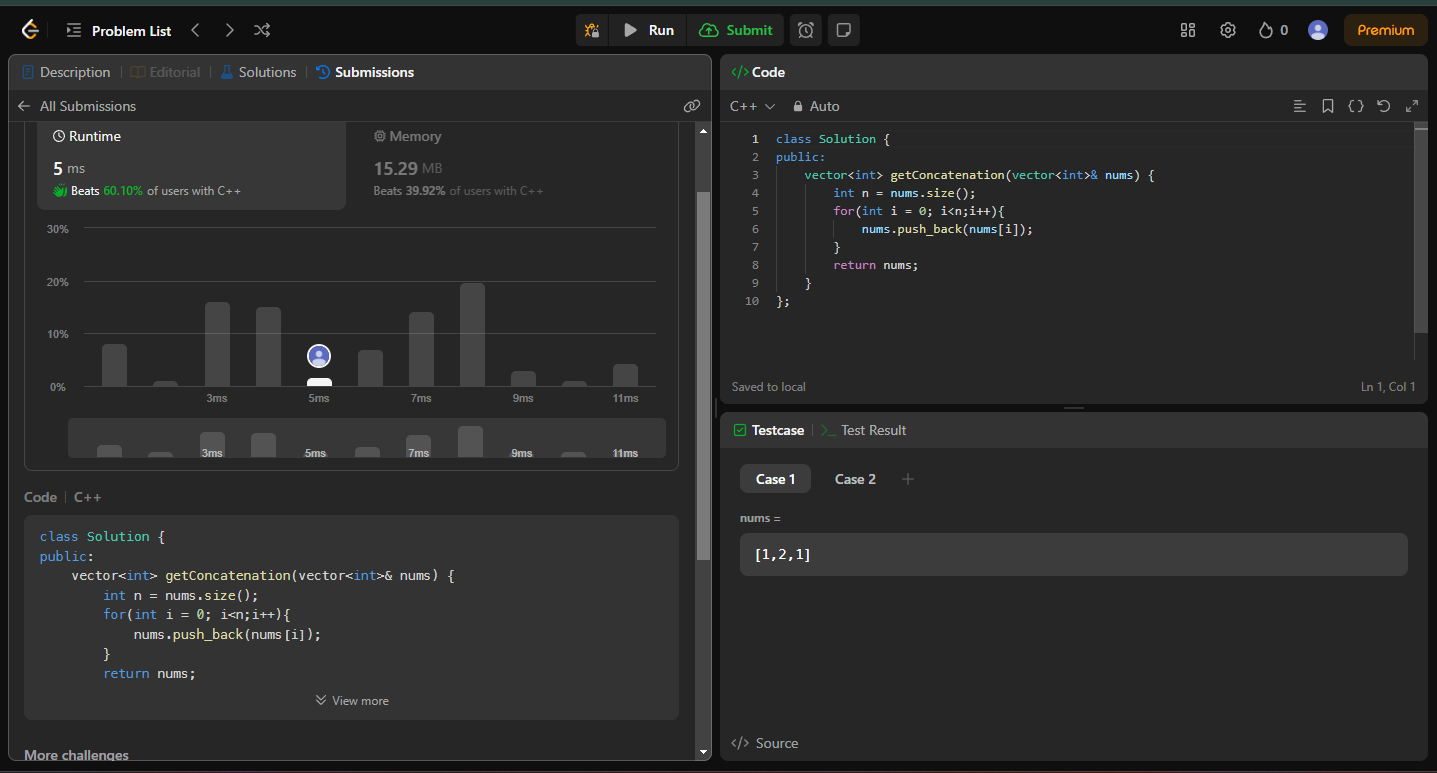 Problem List
Run
Submit
0
Premium
Description
Editorial
Solutions
Submissions
All Submissions
Runtime
5 ms
Beats 60.10% of users with C++
Memory
15.29 MB
Beats 39.92% of users with C++
30%
20%
10%
0%
3ms 5ms 7ms 9ms 11ms
3ms 5ms 7ms 9ms 11ms
Code | C++
class Solution {
public:
    vector<int> getConcatenation(vector<int>& nums) {
        int n = nums.size();
        for(int i = 0; i<n;i++){
            nums.push_back(nums[i]);
        }
        return nums;
View more
More challenges
</> Code
C++
Auto
1 class Solution {
2 public:
3     vector<int> getConcatenation(vector<int>& nums) {
4         int n = nums.size();
5         for(int i = 0; i<n;i++){
6             nums.push_back(nums[i]);
7         }
8         return nums;
9     }
10 };
Saved to local
Ln 1, Col 1
Testcase
>_ Test Result
Case 1
Case 2
+
nums =
[1,2,1]
</> Source